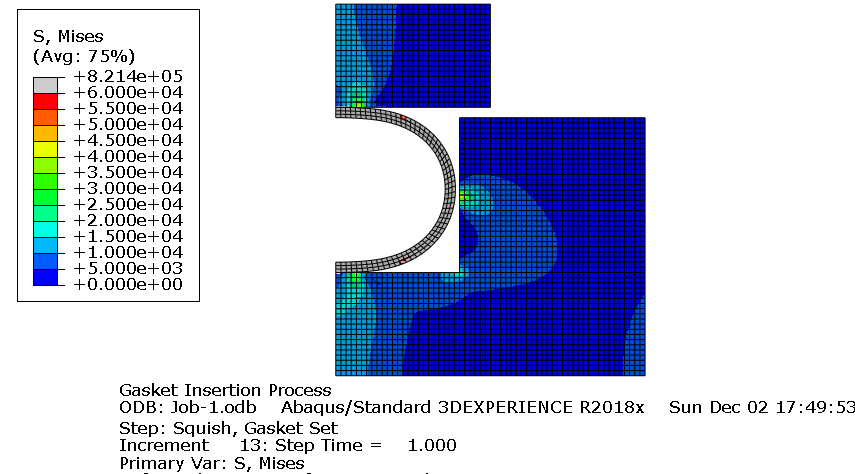 S, Mises
(Avg: 75%)
+8.214e+05
+6.000e+04
+5.500e+04
+5.000e+04
+4.500e+04
+4.000e+04
+3.500e+04
+3.000e+04
+2.500e+04
+2.000e+04
+1.500e+04
+1.000e+04
+5.000e+03
+0.000e+00
Gasket Insertion Process
ODB: Job-1.odb    Abaqus/Standard 3DEXPERIENCE R2018x    Sun Dec 02 17:49:53
Step: Squish, Gasket Set
Increment    13: Step Time =    1.000
Primary Var: S, Mises